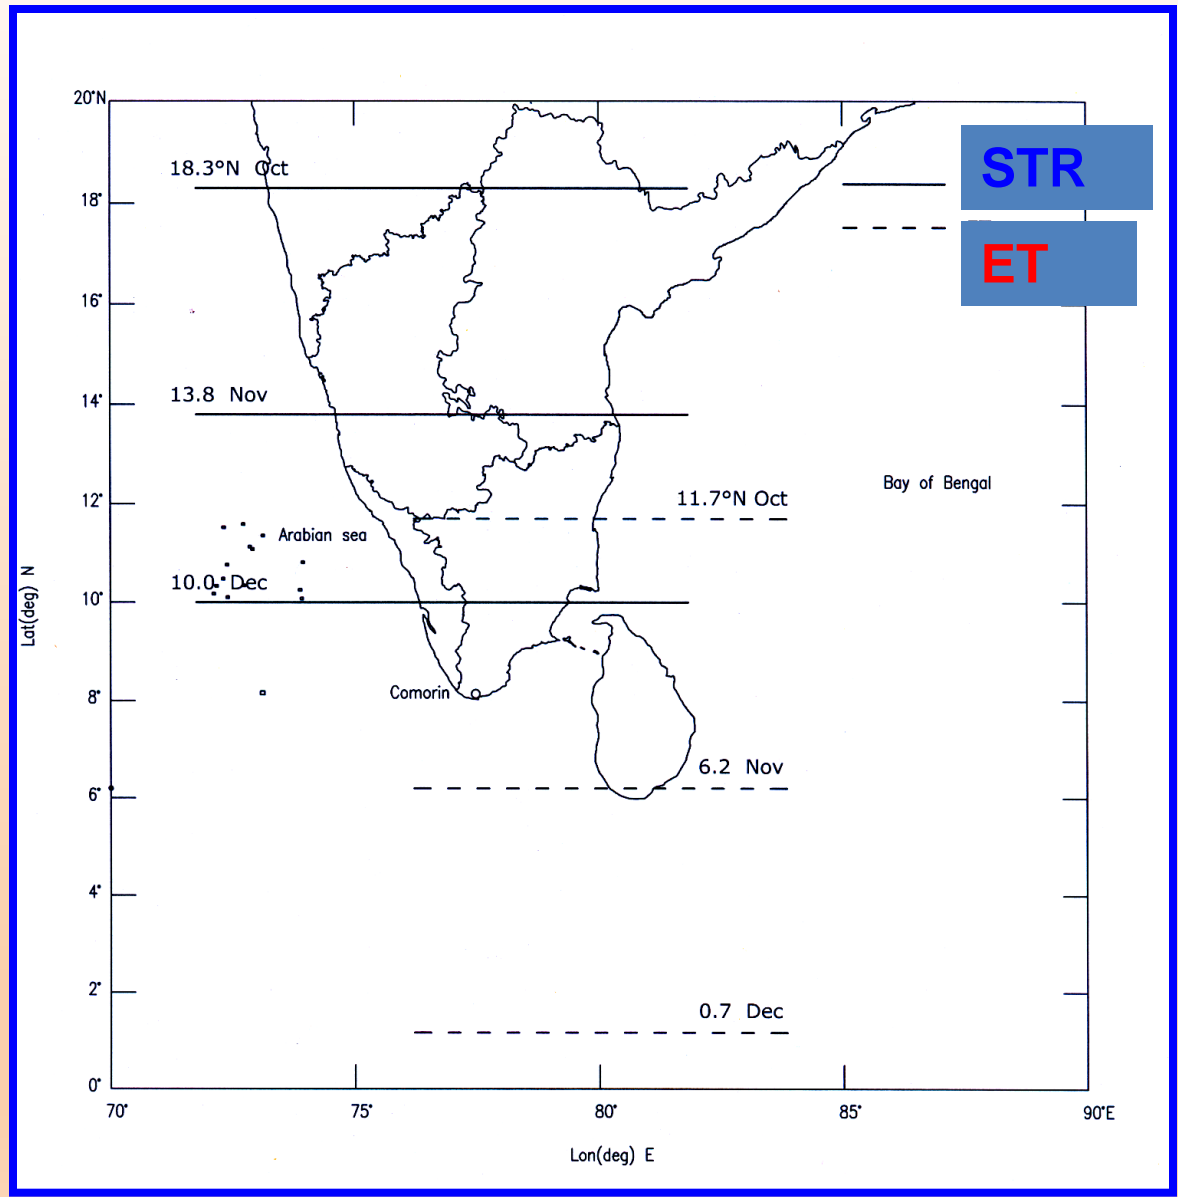 20°N
18.3°N Oct
STR
18°
ET
16°
14°
13.8 Nov
12°
11.7°N Oct
Bay of Bengal
Arabian sea
10.0 Dec
10°
Lat(deg) N
8°
Comorin
6.2 Nov
6°
4°
2°
0.7 Dec
0°
70°
75°
80°
85°
90°E
Lon(deg) E